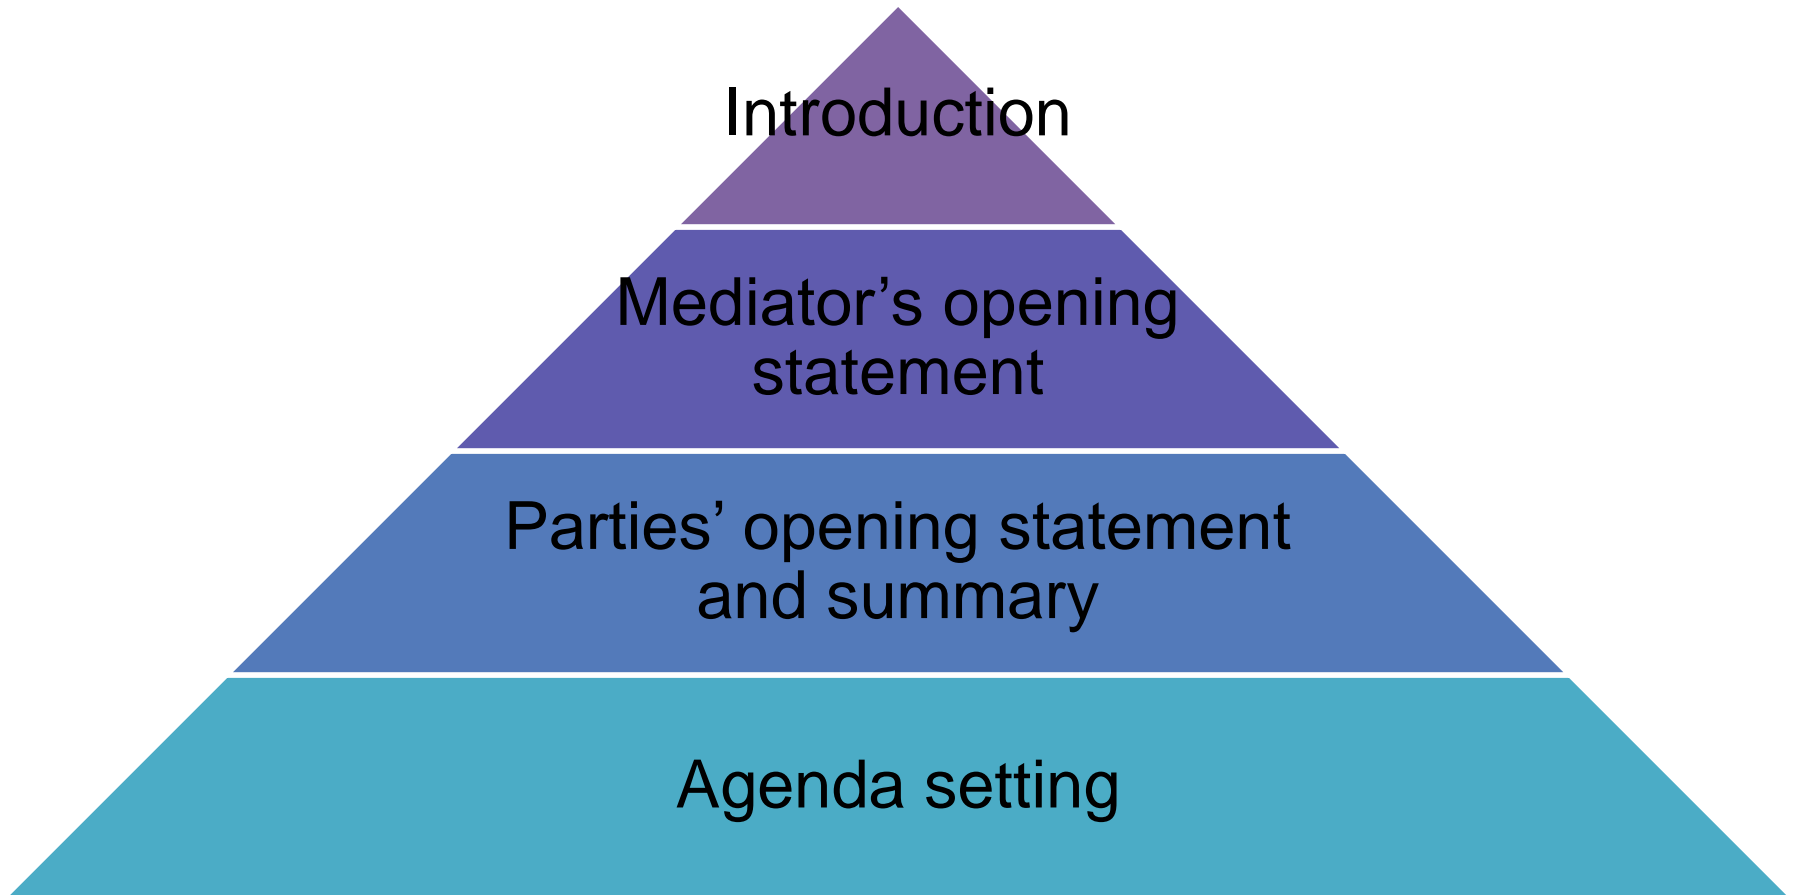 Introduction
Mediator’s opening
statement
Parties’ opening statement
and summary
Agenda setting